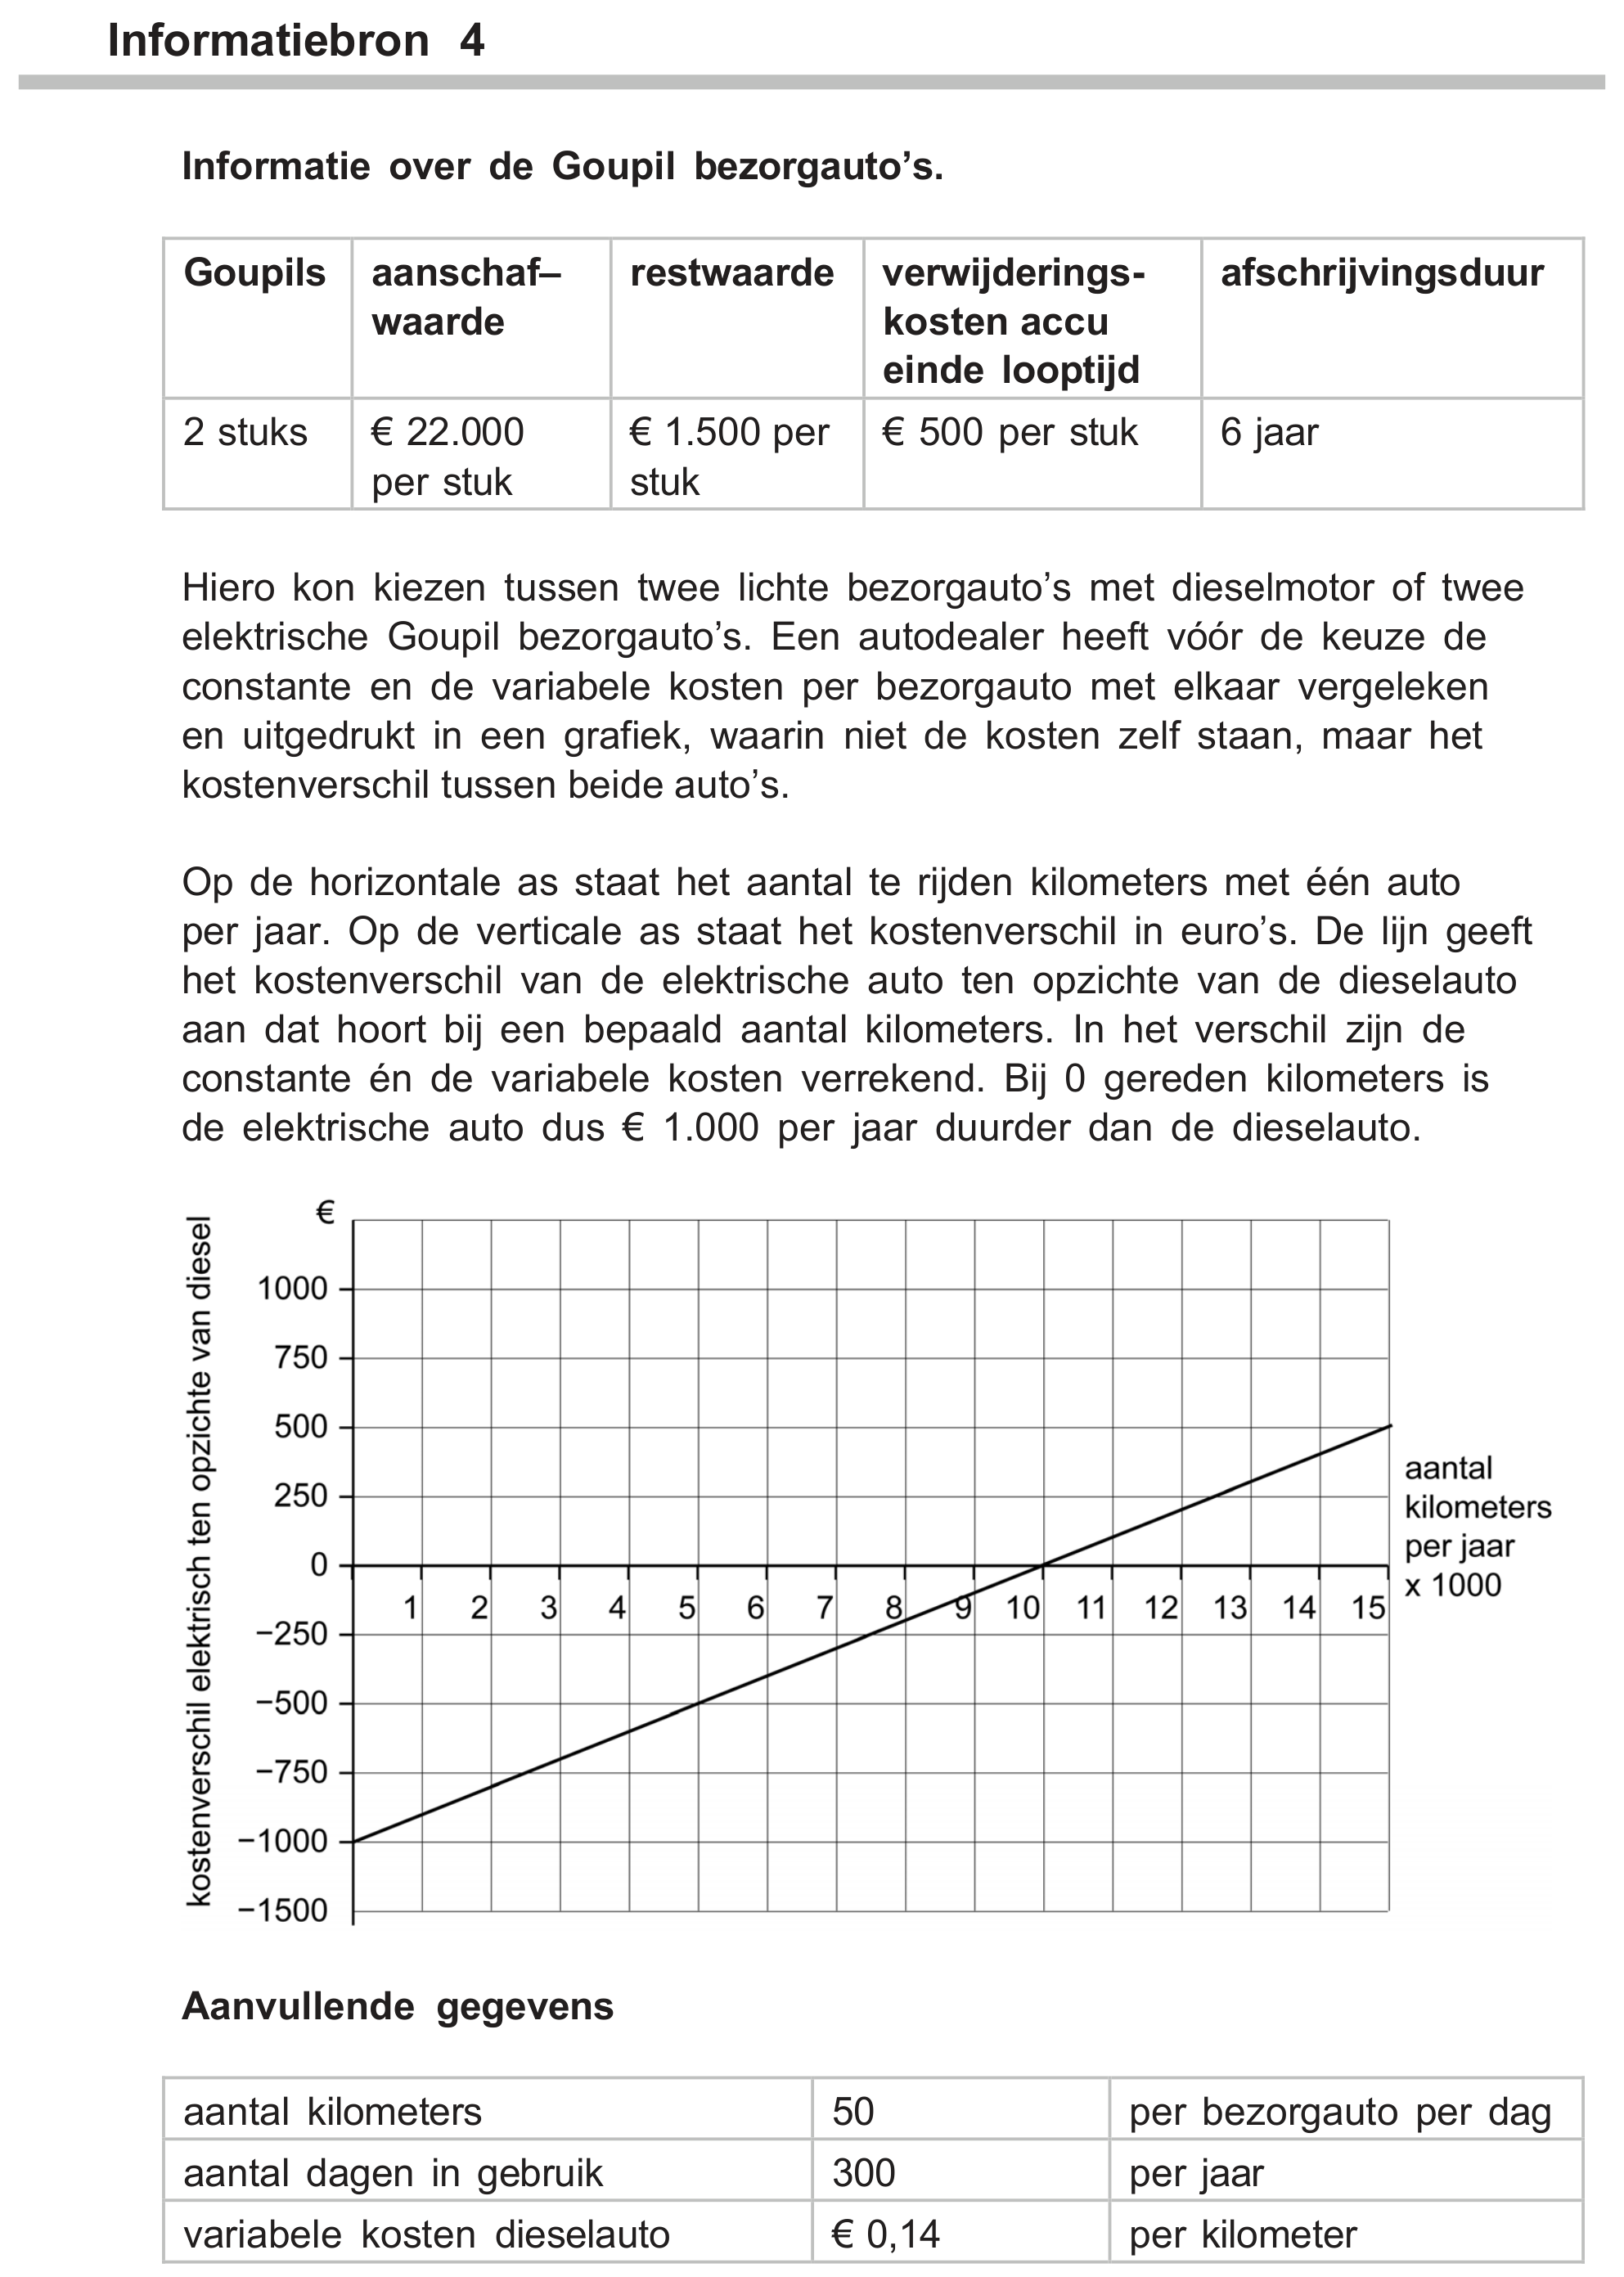 Informatiebron 4
Informatie over de Goupil bezorgauto's.
Goupils aanschaf– restwaarde verwijderings- afschrijvingsduur
waarde kosten accu
einde looptijd
2 stuks € 22.000 € 1.500 per € 500 per stuk 6 jaar
per stuk stuk
Hiero kon kiezen tussen twee lichte bezorgauto's met dieselmotor of twee
elektrische Goupil bezorgauto's. Een autodealer heeft vóór de keuze de
constante en de variabele kosten per bezorgauto met elkaar vergeleken
en uitgedrukt in een grafiek, waarin niet de kosten zelf staan, maar het
kostenverschil tussen beide auto's.
Op de horizontale as staat het aantal te rijden kilometers met één auto
per jaar. Op de verticale as staat het kostenverschil in euro's. De lijn geeft
het kostenverschil van de elektrische auto ten opzichte van de dieselauto
aan dat hoort bij een bepaald aantal kilometers. In het verschil zijn de
constante én de variabele kosten verrekend. Bij 0 gereden kilometers is
de elektrische auto dus € 1.000 per jaar duurder dan de dieselauto.
kostenverschil elektrisch ten opzichte van diesel
€
1000
750
500
250
0
−250
−500
−750
−1000
−1500
1 2 3 4 5 6 7 8 9 10 11 12 13 14 15
aantal
kilometers
per jaar
x 1000
Aanvullende gegevens
aantal kilometers 50 per bezorgauto per dag
aantal dagen in gebruik 300 per jaar
variabele kosten dieselauto € 0,14 per kilometer